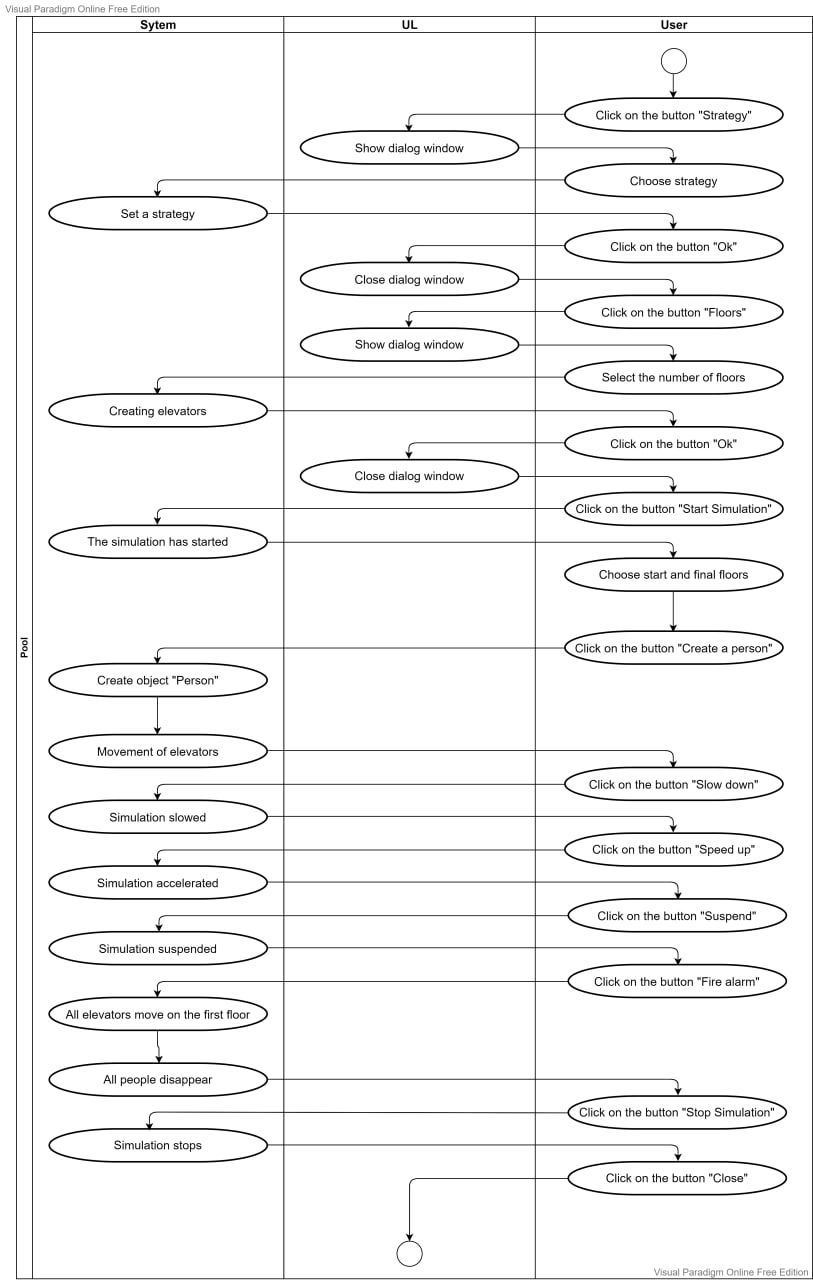 Visual Paradigm Online Free Edition
Sytem
UL
User
Click on the button "Strategy"
Show dialog window
Choose strategy
Set a strategy
Click on the button "Ok"
Close dialog window
Click on the button "Floors"
Show dialog window
Select the number of floors
Creating elevators
Click on the button "Ok"
Close dialog window
Click on the button "Start Simulation"
The simulation has started
Choose start and final floors
Pool
Click on the button "Create a person"
Create object "Person"
Movement of elevators
Click on the button "Slow down"
Simulation slowed
Click on the button "Speed up"
Simulation accelerated
Click on the button "Suspend"
Simulation suspended
Click on the button "Fire alarm"
All elevators move on the first floor
All people disappear
Click on the button "Stop Simulation"
Simulation stops
Click on the button "Close"
Visual Paradigm Online Free Edition